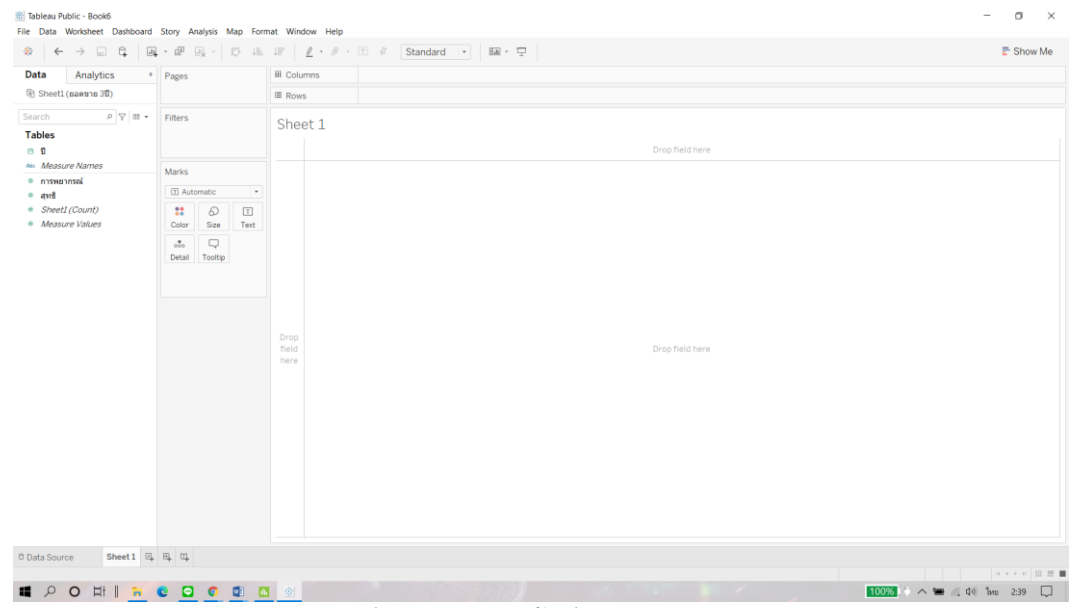 Tableau Public - Book6
File Data Worksheet Dashboard Story Analysis Map Format Window Help
Standard
Show Me
Data Analytics
Pages
Columns
Sheet1 (ยอดขาย 3ปี)
Rows
Search
Filters
Sheet 1
Tables
ปี
Drop field here
Abc Measure Names
Marks
การพยากรณ์
Automatic
สุทธิ
Sheet1 (Count)
Measure Values
Color Size Text
Detail Tooltip
Drop field here
Drop field here
Data Source Sheet 1
100%
ไทย 2:39